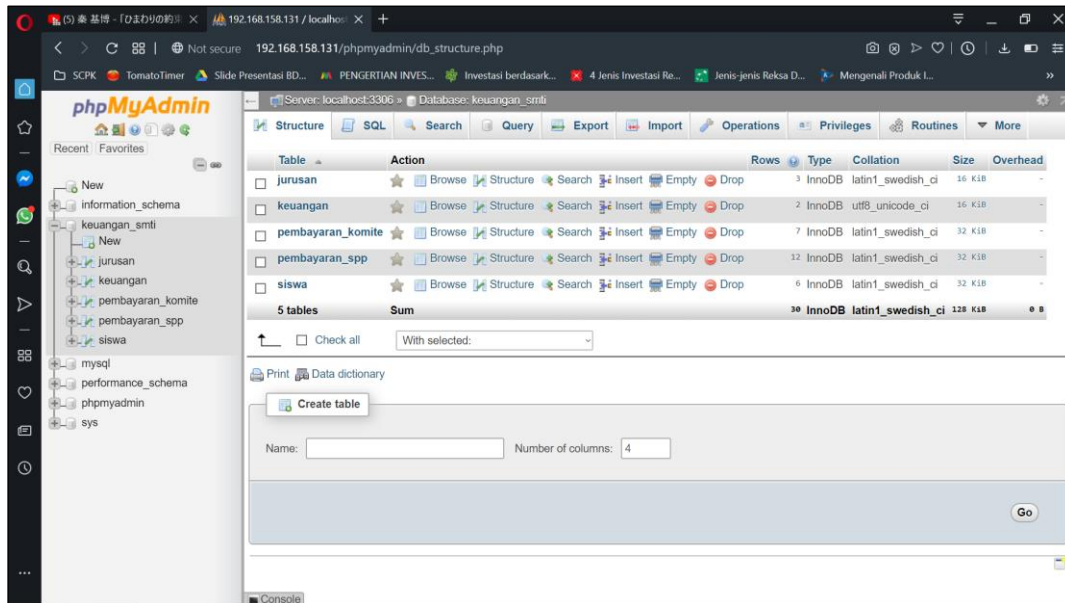 (5) 秦 基博 - 『ひまわりの約束
192.168.158.131 / localhos
Not secure 192.168.158.131/phpmyadmin/db_structure.php
SCPK TomatoTimer Slide Presentasi BD... PENGERTIAN INVES... Investasi berdasark... 4 Jenis Investasi Re... Jenis-jenis Reksa D... Mengenali Produk I...
phpMyAdmin
Recent Favorites
New
information_schema
keuangan_smti
New
jurusan
keuangan
pembayaran_komite
pembayaran_spp
siswa
mysql
performance_schema
phpmyadmin
sys
Server: localhost:3306 » Database: keuangan_smti
Structure SQL Search Query Export Import Operations Privileges Routines More
Table Action Rows Type Collation Size Overhead
jurusan Browse Structure Search Insert Empty Drop 3 InnoDB latin1_swedish_ci 16 KiB -
keuangan Browse Structure Search Insert Empty Drop 2 InnoDB utf8_unicode_ci 16 KiB -
pembayaran_komite Browse Structure Search Insert Empty Drop 7 InnoDB latin1_swedish_ci 32 KiB -
pembayaran_spp Browse Structure Search Insert Empty Drop 12 InnoDB latin1_swedish_ci 32 KiB -
siswa Browse Structure Search Insert Empty Drop 6 InnoDB latin1_swedish_ci 32 KiB -
5 tables Sum 30 InnoDB latin1_swedish_ci 128 KiB 0 B
Check all With selected:
Print Data dictionary
Create table
Name: Number of columns: 4
Go
Console